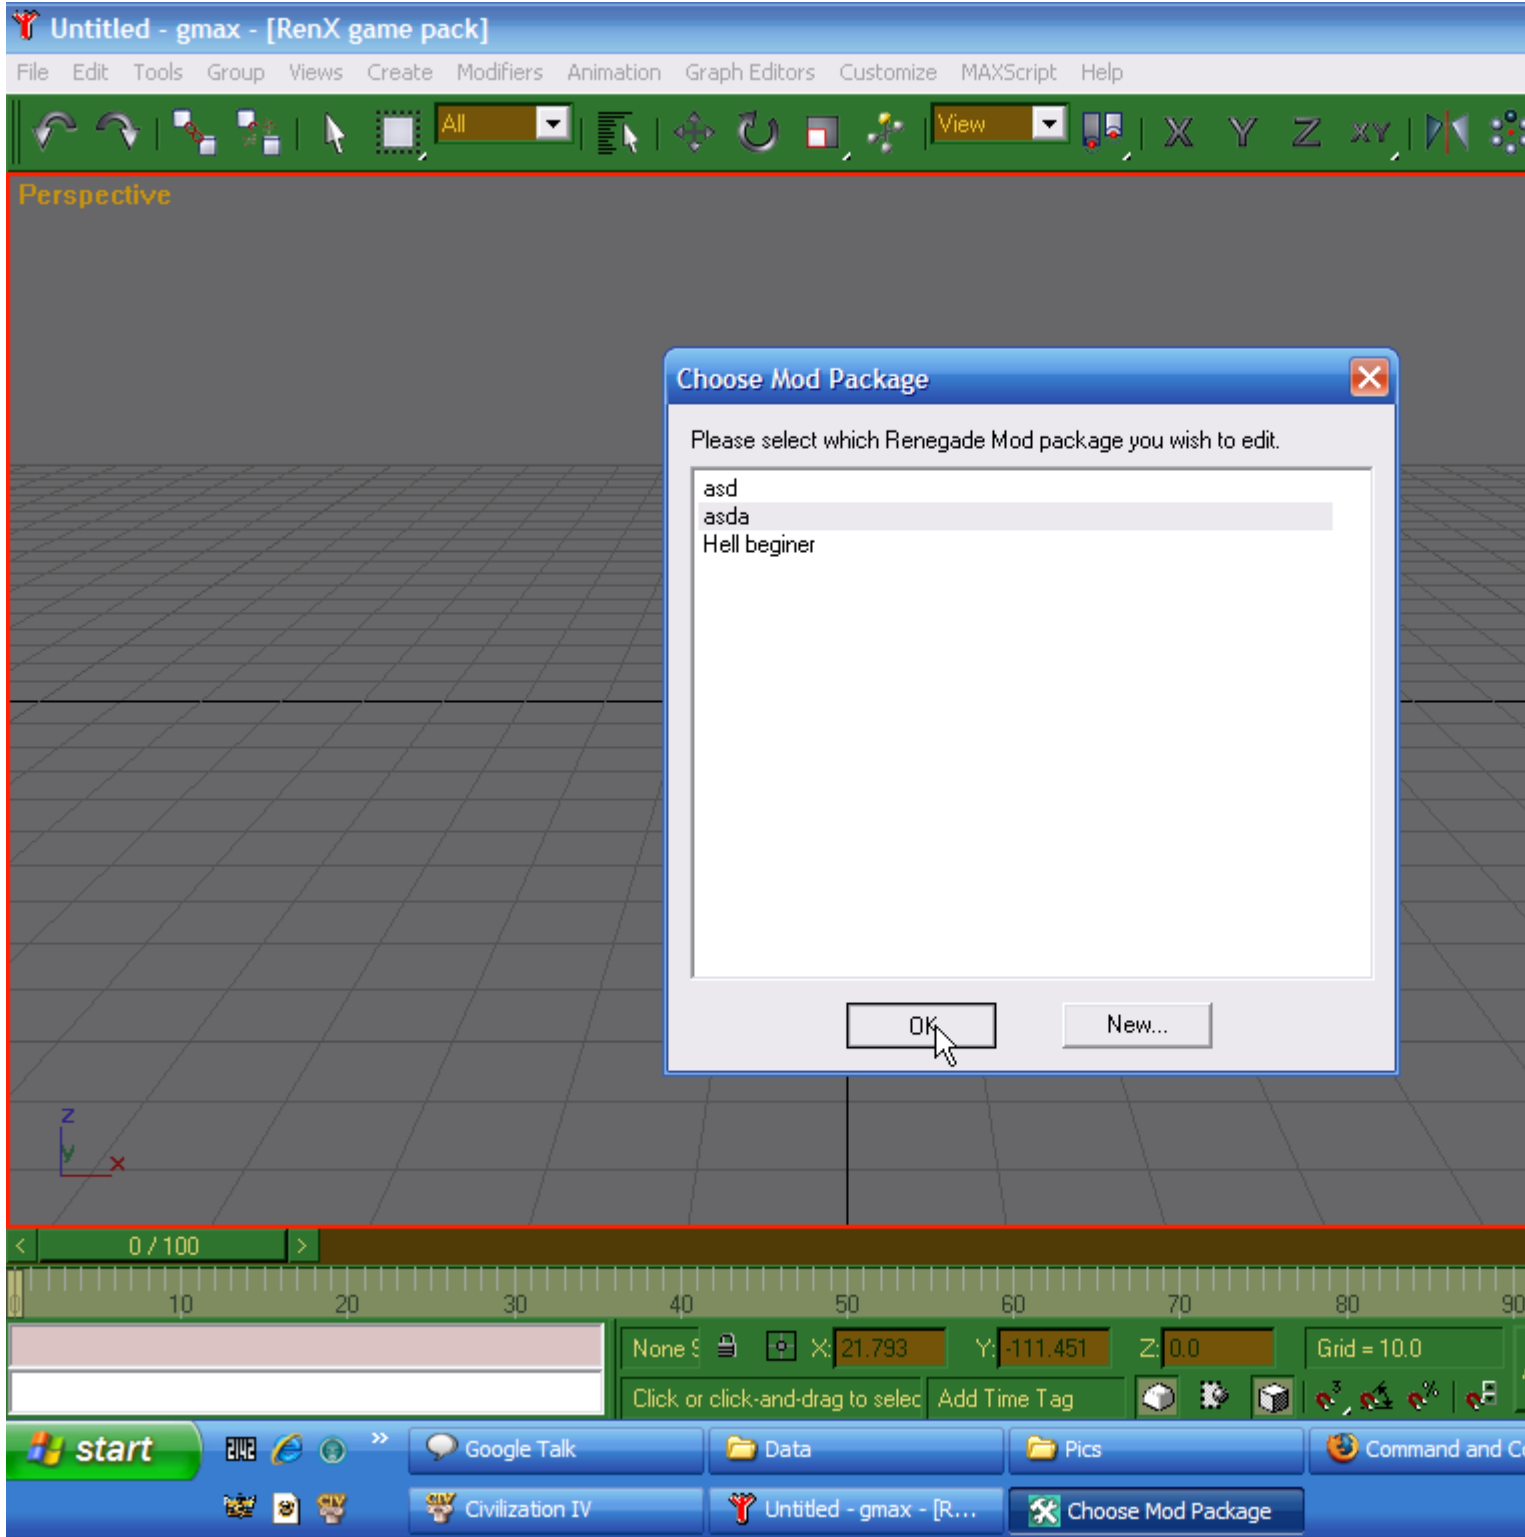 Untitled - gmax - [RenX game pack]
File Edit Tools Group Views Create Modifiers Animation Graph Editors Customize MAXScript Help
All View X Y Z XY
Perspective
Choose Mod Package
Please select which Renegade Mod package you wish to edit.
asd
asda
Hell beginer
OK New...
z
y x
< 0 / 100 >
0 10 20 30 40 50 60 70 80 90
None S X: 21.793 Y: -111.451 Z: 0.0 Grid = 10.0
Click or click-and-drag to selec Add Time Tag
start 2142 » Google Talk Data Pics Command and Co
CIV Civilization IV Untitled - gmax - [R... Choose Mod Package